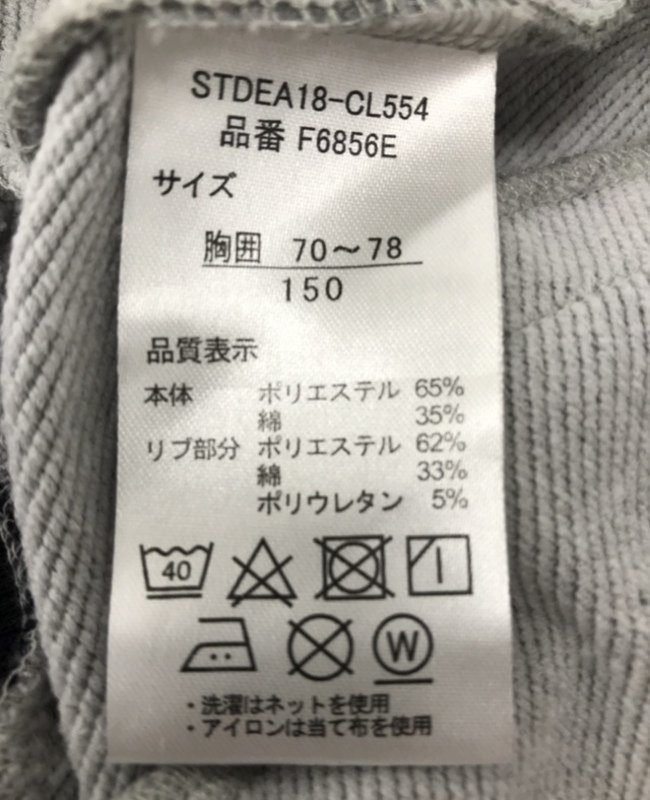 STDEA18-CL554
品番 F6856E
サイズ
胸囲 70～78
150
品質表示
本体 ポリエステル 65%
綿 35%
リブ部分 ポリエステル 62%
綿 33%
ポリウレタン 5%
40
W
・洗濯はネットを使用
・アイロンは当て布を使用